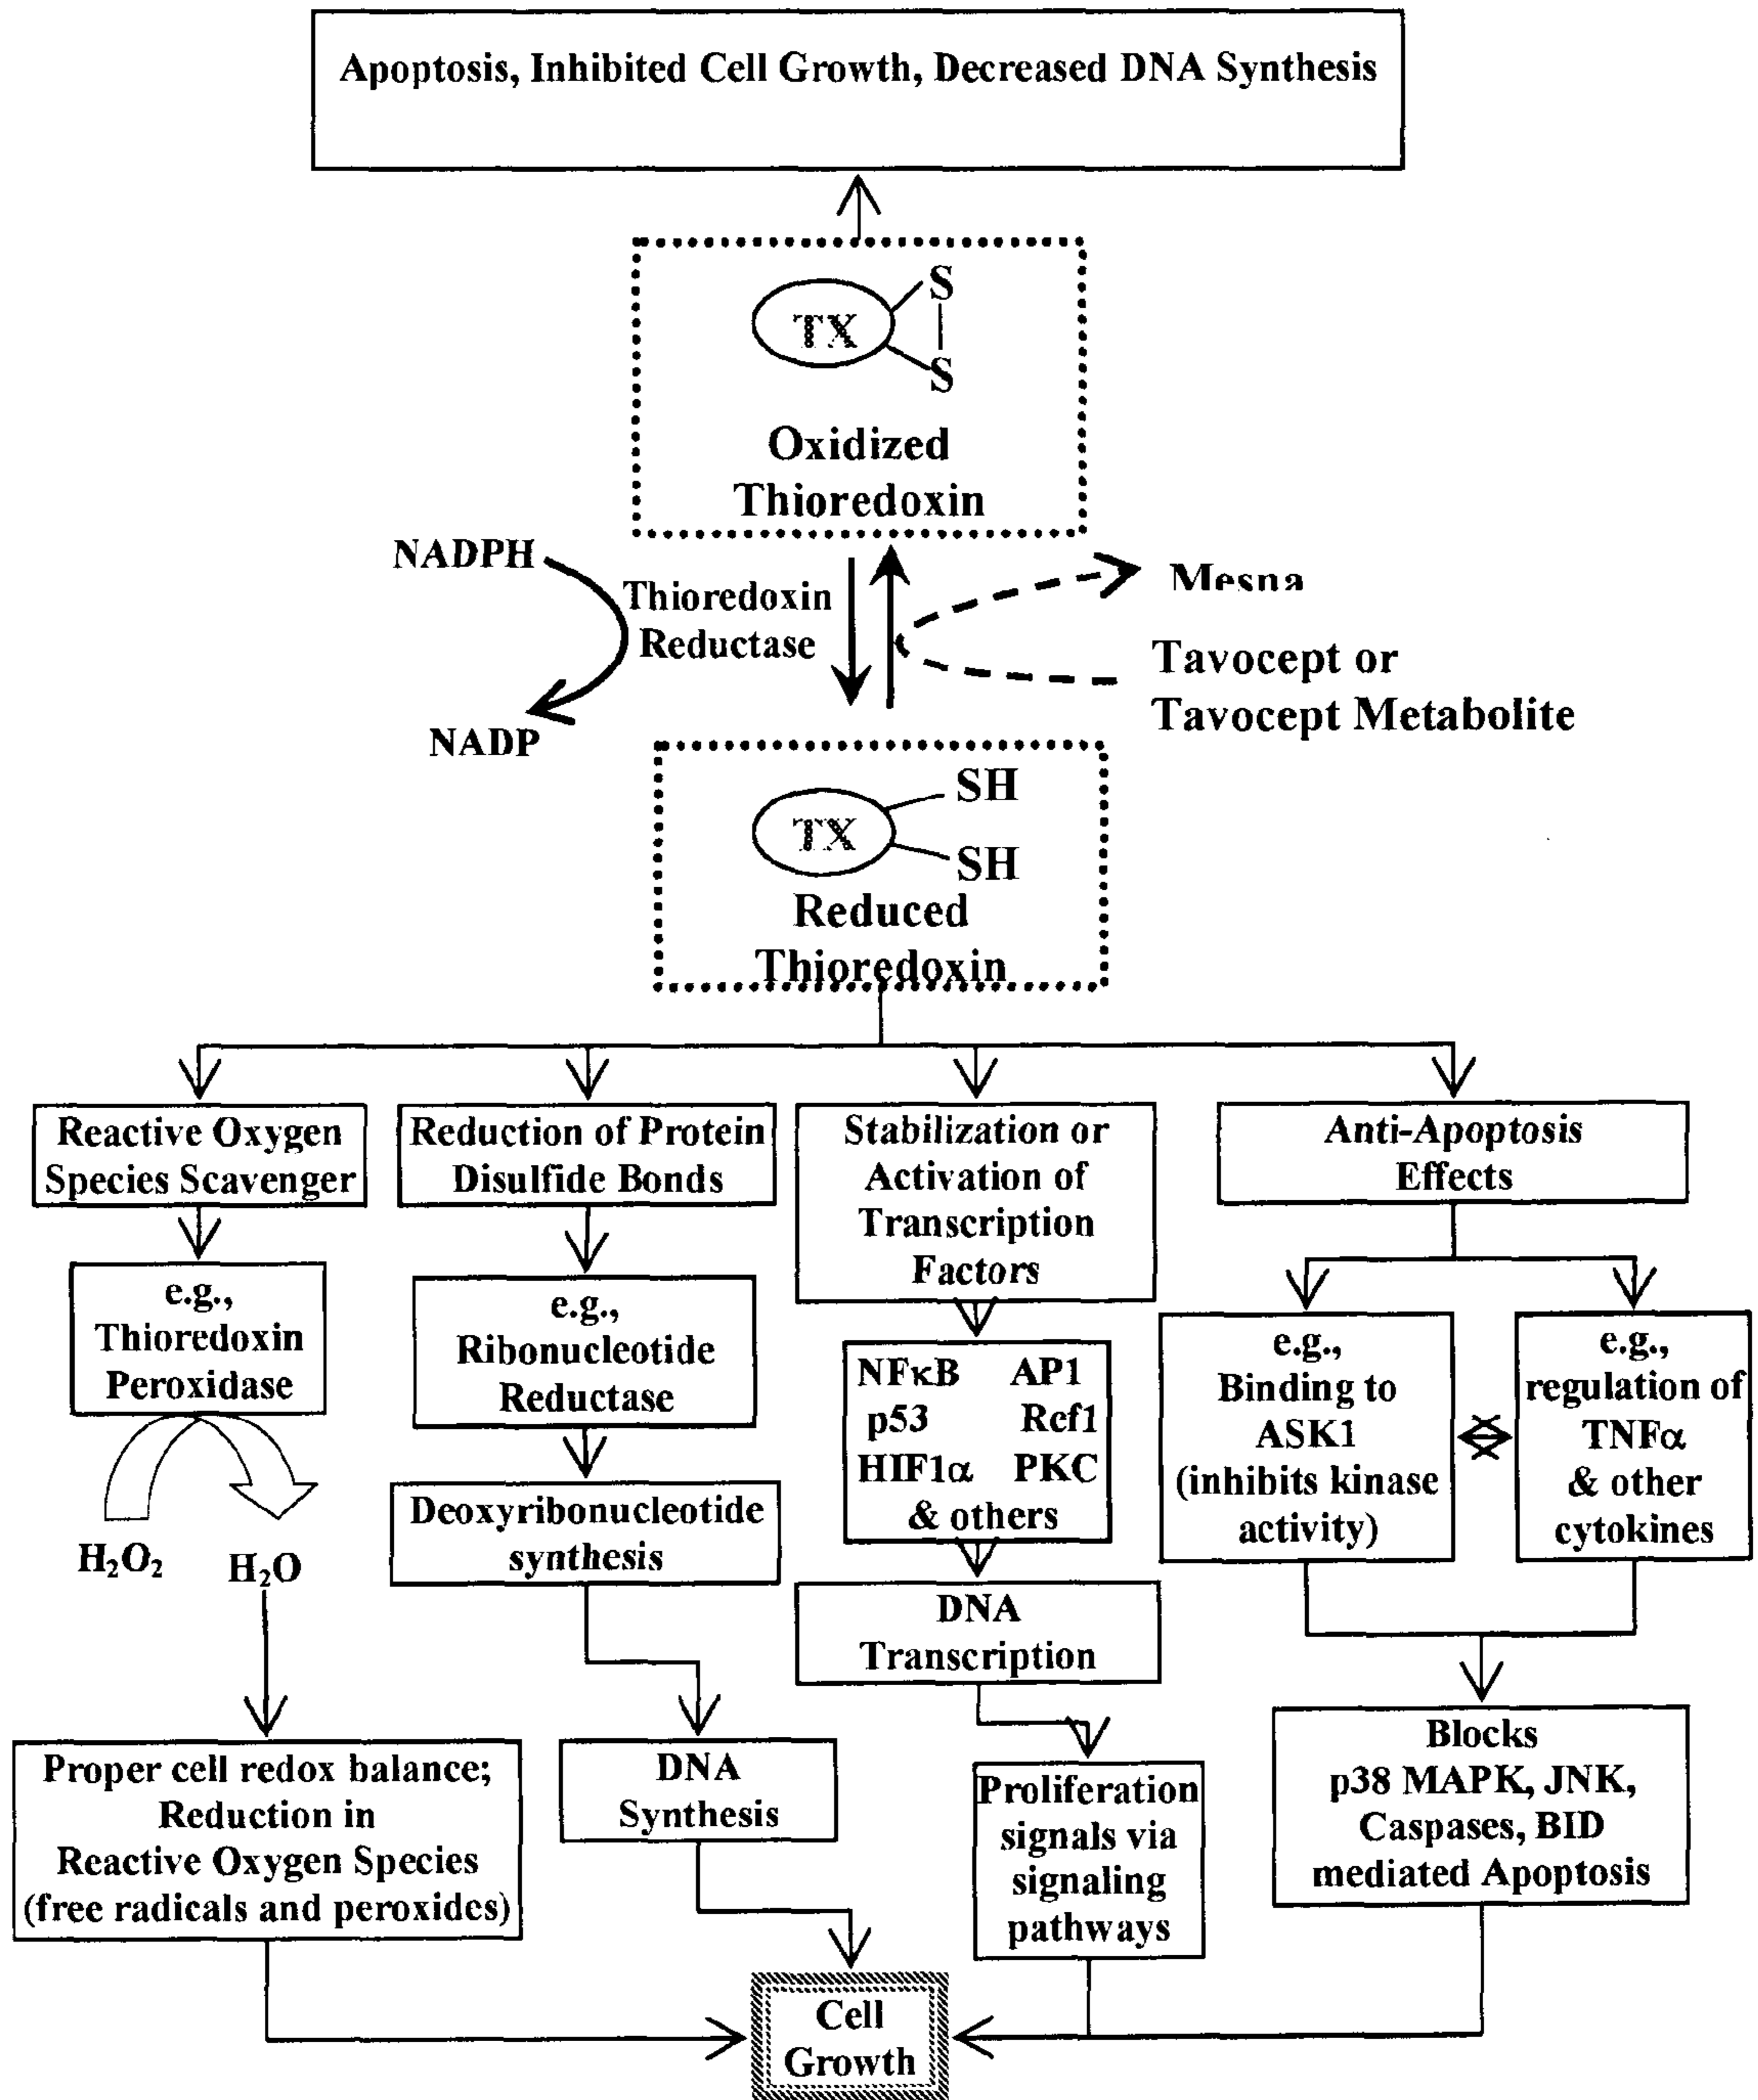 Apoptosis, Inhibited Cell Growth, Decreased DNA Synthesis
TX
S
S
Oxidized
Thioredoxin
NADPH
Thioredoxin
Reductase
NADP
Mesna
Tavocept or
Tavocept Metabolite
TX
SH
SH
Reduced
Thioredoxin
Reactive Oxygen
Species Scavenger
Reduction of Protein
Disulfide Bonds
Stabilization or
Activation of
Transcription
Factors
Anti-Apoptosis
Effects
e.g.,
Thioredoxin
Peroxidase
e.g.,
Ribonucleotide
Reductase
NFκB AP1
p53 Ref1
HIF1α PKC
& others
e.g.,
Binding to
ASK1
(inhibits kinase
activity)
e.g.,
regulation of
TNFα
& other
cytokines
H₂O₂
H₂O
Deoxyribonucleotide
synthesis
DNA
Transcription
Proper cell redox balance;
Reduction in
Reactive Oxygen Species
(free radicals and peroxides)
DNA
Synthesis
Proliferation
signals via
signaling
pathways
Blocks
p38 MAPK, JNK,
Caspases, BID
mediated Apoptosis
Cell
Growth